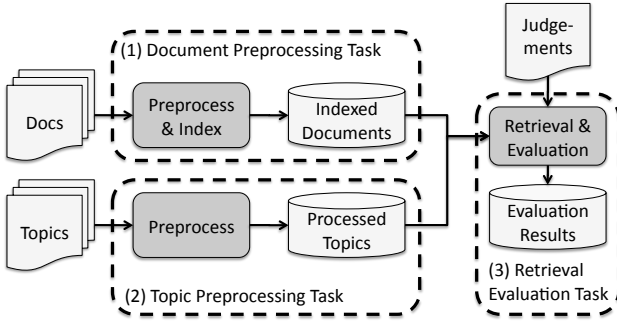 Judge-
ments
(1) Document Preprocessing Task
Docs
Preprocess
& Index
Indexed
Documents
Retrieval &
Evaluation
Topics
Preprocess
Processed
Topics
Evaluation
Results
(2) Topic Preprocessing Task
(3) Retrieval
Evaluation Task